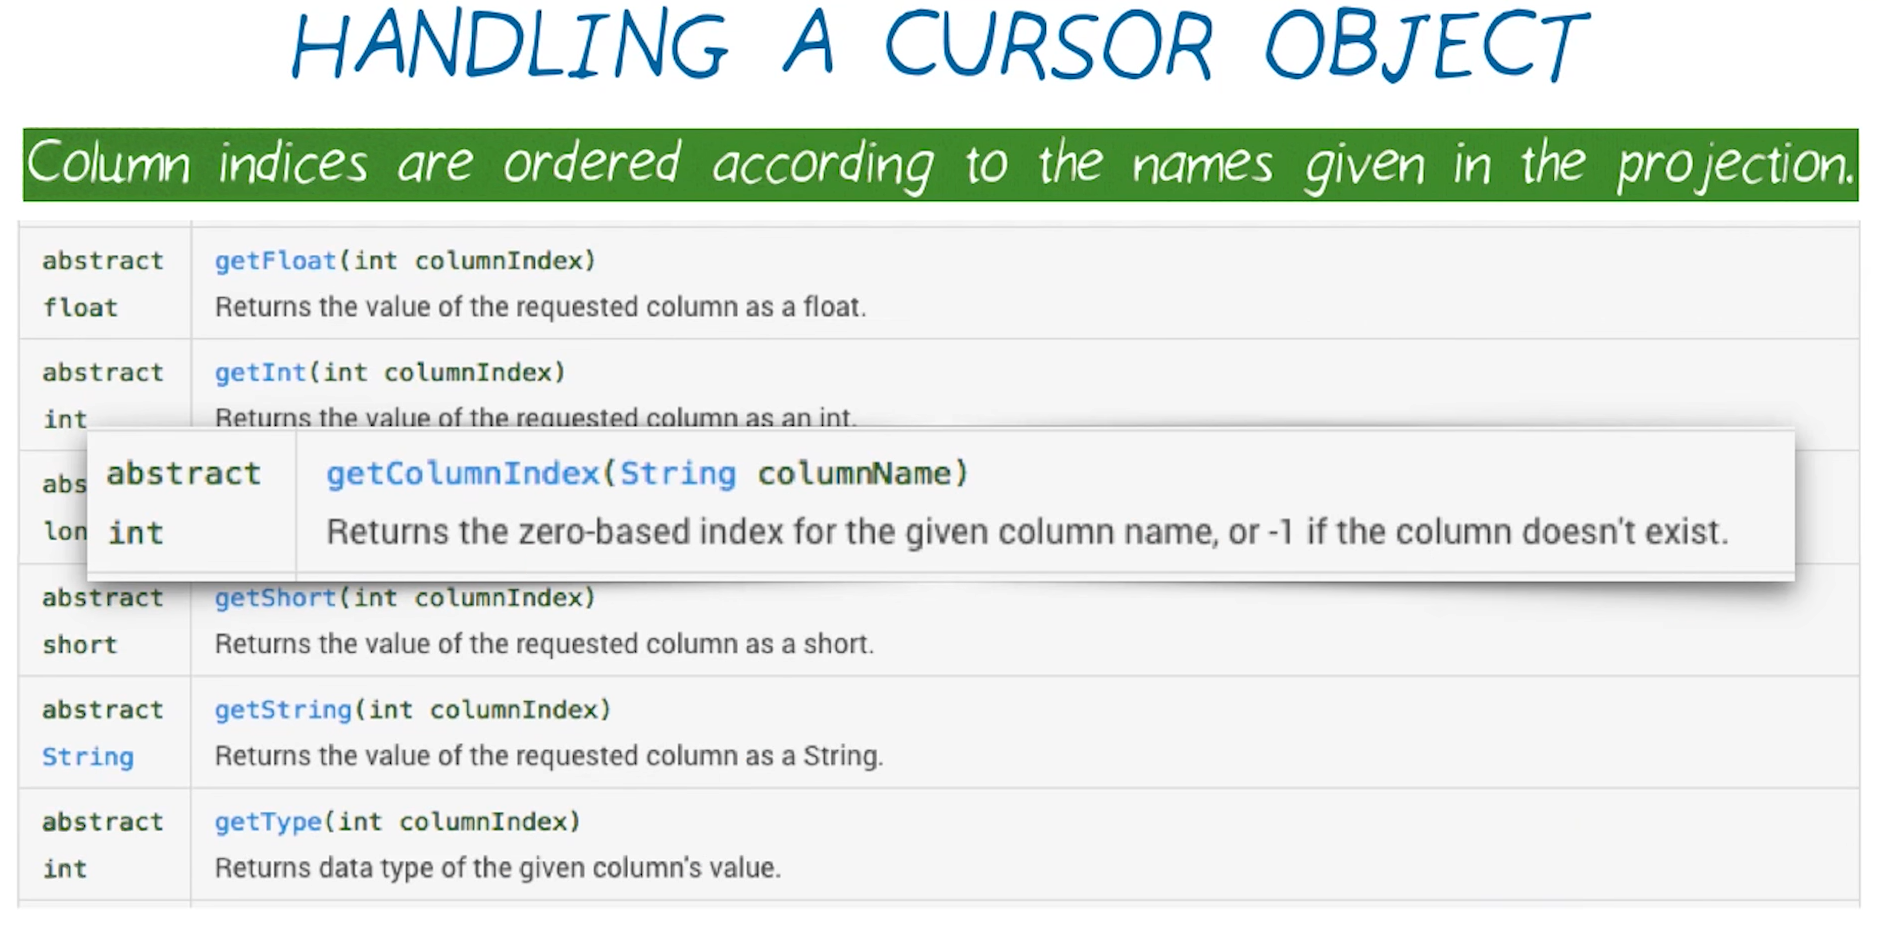 HANDLING A CURSOR OBJECT
Column indices are ordered according to the names given in the projection.
abstract getFloat(int columnIndex)
float Returns the value of the requested column as a float.
abstract getInt(int columnIndex)
int Returns the value of the requested column as an int.
abs
lon
abstract getColumnIndex(String columnName)
int Returns the zero-based index for the given column name, or -1 if the column doesn't exist.
abstract getShort(int columnIndex)
short Returns the value of the requested column as a short.
abstract getString(int columnIndex)
String Returns the value of the requested column as a String.
abstract getType(int columnIndex)
int Returns data type of the given column's value.